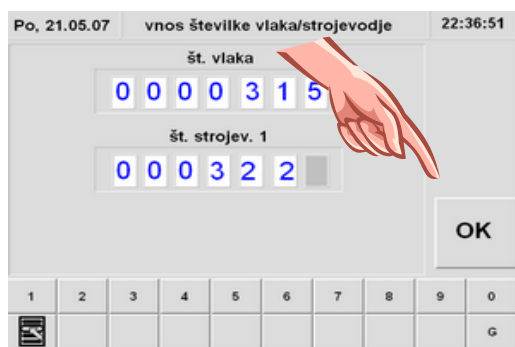 Po, 21.05.07 vnos številke vlaka/strojevodje 22:36:51
št. vlaka
0 0 0 0 3 1 5
št. strojev. 1
0 0 0 3 2 2
OK
1 2 3 4 5 6 7 8 9 0
G